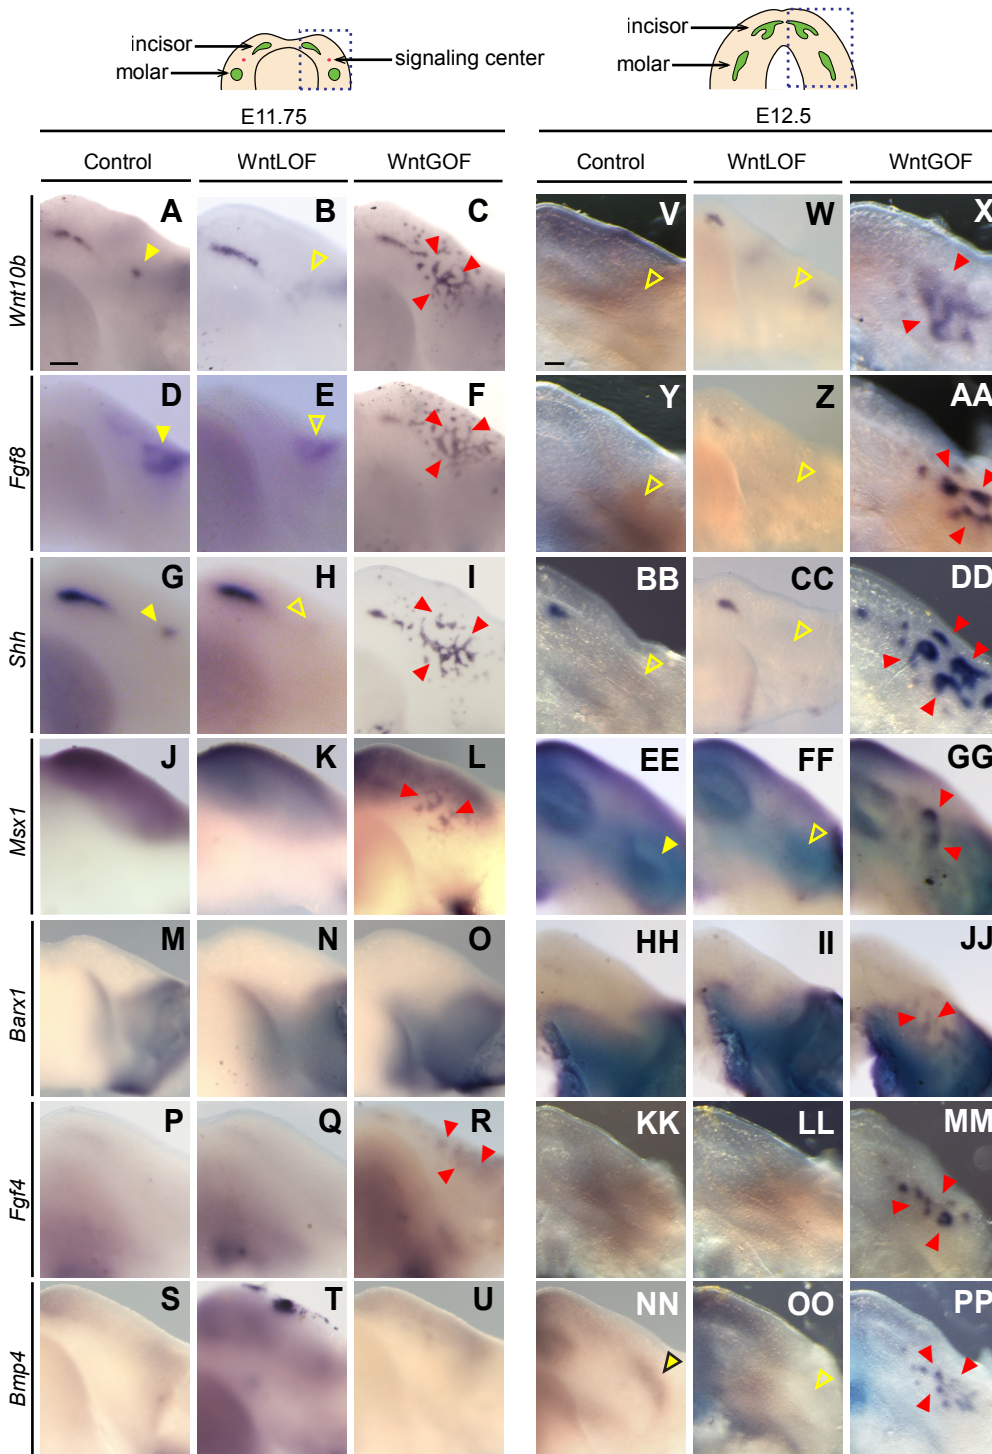 incisor
molar
signaling center
incisor
molar
E11.75
E12.5
Control
WntLOF
WntGOF
Control
WntLOF
WntGOF
Wnt10b
A
B
C
V
W
X
Fgf8
D
E
F
Y
Z
AA
Shh
G
H
I
BB
CC
DD
Msx1
J
K
L
EE
FF
GG
Barx1
M
N
O
HH
II
JJ
Fgf4
P
Q
R
KK
LL
MM
Bmp4
S
T
U
NN
OO
PP